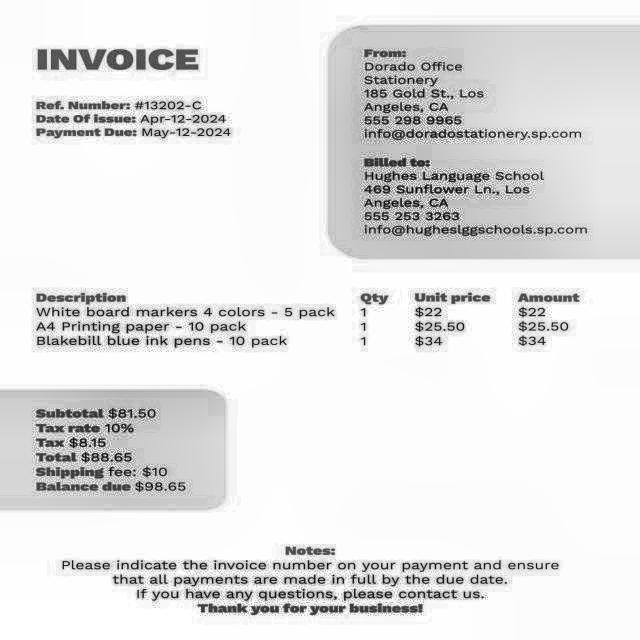 INVOICE
Ref. Number: #13202-C
Date Of issue: Apr-12-2024
Payment Due: May-12-2024
From:
Dorado Office
Stationery
185 Gold St., Los
Angeles, CA
555 298 9965
info@doradostationery.sp.com
Billed to:
Hughes Language School
469 Sunflower Ln., Los
Angeles, CA
555 253 3263
info@hugheslggschools.sp.com
Description Qty Unit price Amount
White board markers 4 colors - 5 pack 1 $22 $22
A4 Printing paper - 10 pack 1 $25.50 $25.50
Blakebill blue ink pens - 10 pack 1 $34 $34
Subtotal $81.50
Tax rate 10%
Tax $8.15
Total $88.65
Shipping fee: $10
Balance due $98.65
Notes:
Please indicate the invoice number on your payment and ensure
that all payments are made in full by the due date.
If you have any questions, please contact us.
Thank you for your business!